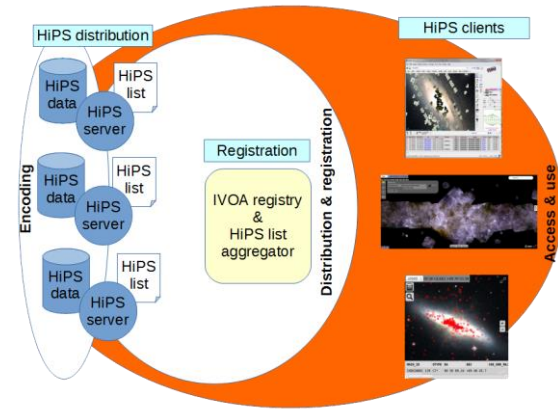 HiPS distribution
HiPS clients
HiPS
data
HiPS
list
HiPS
server
Registration
HiPS
data
HiPS
list
HiPS
server
IVOA registry
&
HiPS list
aggregator
HiPS
data
HiPS
list
HiPS
server
Encoding
Distribution & registration
Access & use